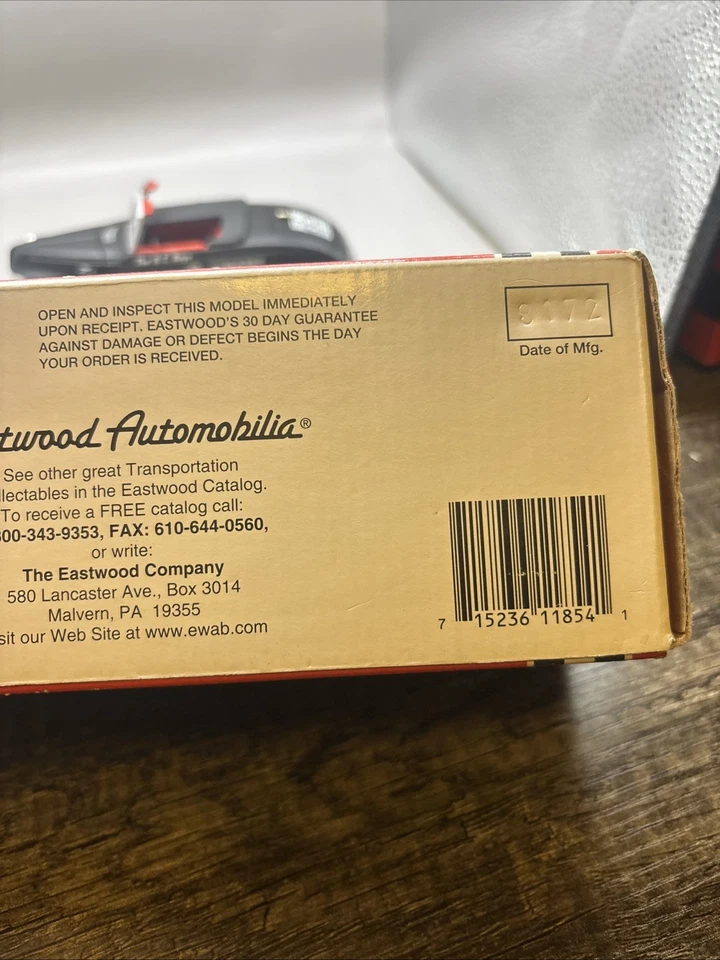 OPEN AND INSPECT THIS MODEL IMMEDIATELY
UPON RECEIPT. EASTWOOD'S 30 DAY GUARANTEE
AGAINST DAMAGE OR DEFECT BEGINS THE DAY
YOUR ORDER IS RECEIVED.
Date of Mfg.
twood Automobilia®
See other great Transportation
llectables in the Eastwood Catalog.
To receive a FREE catalog call:
00-343-9353, FAX: 610-644-0560,
or write:
The Eastwood Company
580 Lancaster Ave., Box 3014
Malvern, PA 19355
sit our Web Site at www.ewab.com
7 15236 11854 1